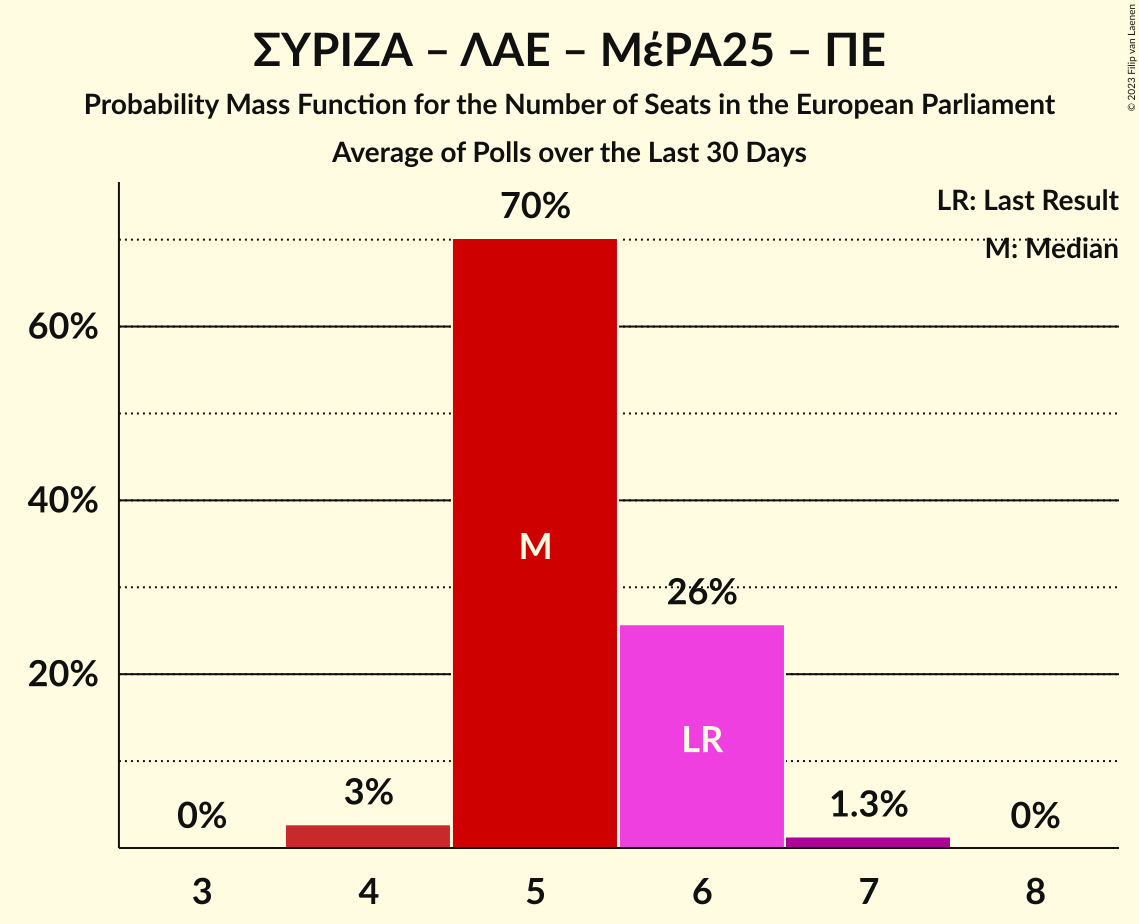 ΣΥΡΙΖΑ – ΛΑΕ – ΜέΡΑ25 – ΠΕ
Probability Mass Function for the Number of Seats in the European Parliament
Average of Polls over the Last 30 Days
© 2023 Filip van Laenen
LR: Last Result
M: Median
70%
60%
40%
M
26%
20%
LR
0%
3%
1.3%
0%
3 4 5 6 7 8